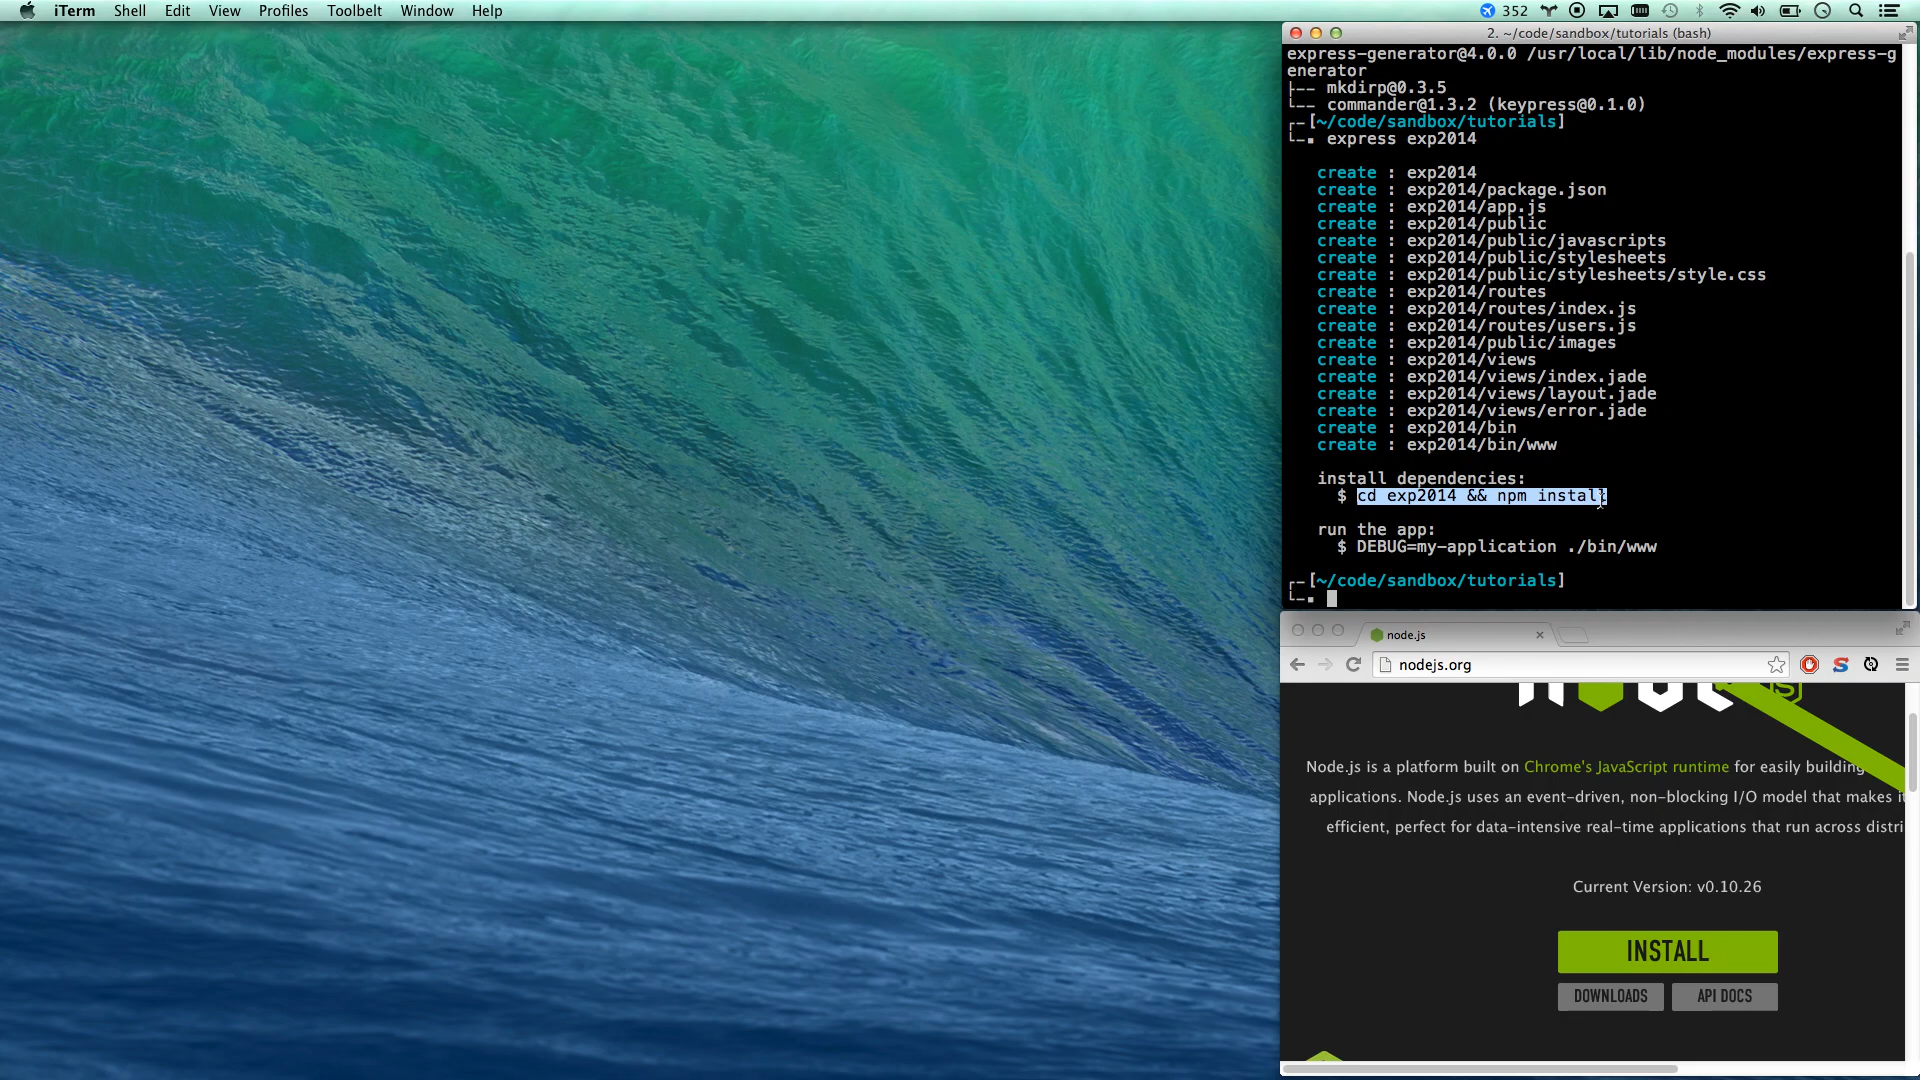 iTerm Shell Edit View Profiles Toolbelt Window Help
352
2. ~/code/sandbox/tutorials (bash)
express-generator@4.0.0 /usr/local/lib/node_modules/express-g
enerator
├── mkdirp@0.3.5
└── commander@1.3.2 (keypress@0.1.0)
┌─[~/code/sandbox/tutorials]
└─▪ express exp2014
create : exp2014
create : exp2014/package.json
create : exp2014/app.js
create : exp2014/public
create : exp2014/public/javascripts
create : exp2014/public/stylesheets
create : exp2014/public/stylesheets/style.css
create : exp2014/routes
create : exp2014/routes/index.js
create : exp2014/routes/users.js
create : exp2014/public/images
create : exp2014/views
create : exp2014/views/index.jade
create : exp2014/views/layout.jade
create : exp2014/views/error.jade
create : exp2014/bin
create : exp2014/bin/www
install dependencies:
$ cd exp2014 && npm install
run the app:
$ DEBUG=my-application ./bin/www
┌─[~/code/sandbox/tutorials]
└─▪
node.js
nodejs.org
Node.js is a platform built on Chrome's JavaScript runtime for easily building
applications. Node.js uses an event-driven, non-blocking I/O model that makes
efficient, perfect for data-intensive real-time applications that run across
Current Version: v0.10.26
INSTALL
DOWNLOADS API DOCS